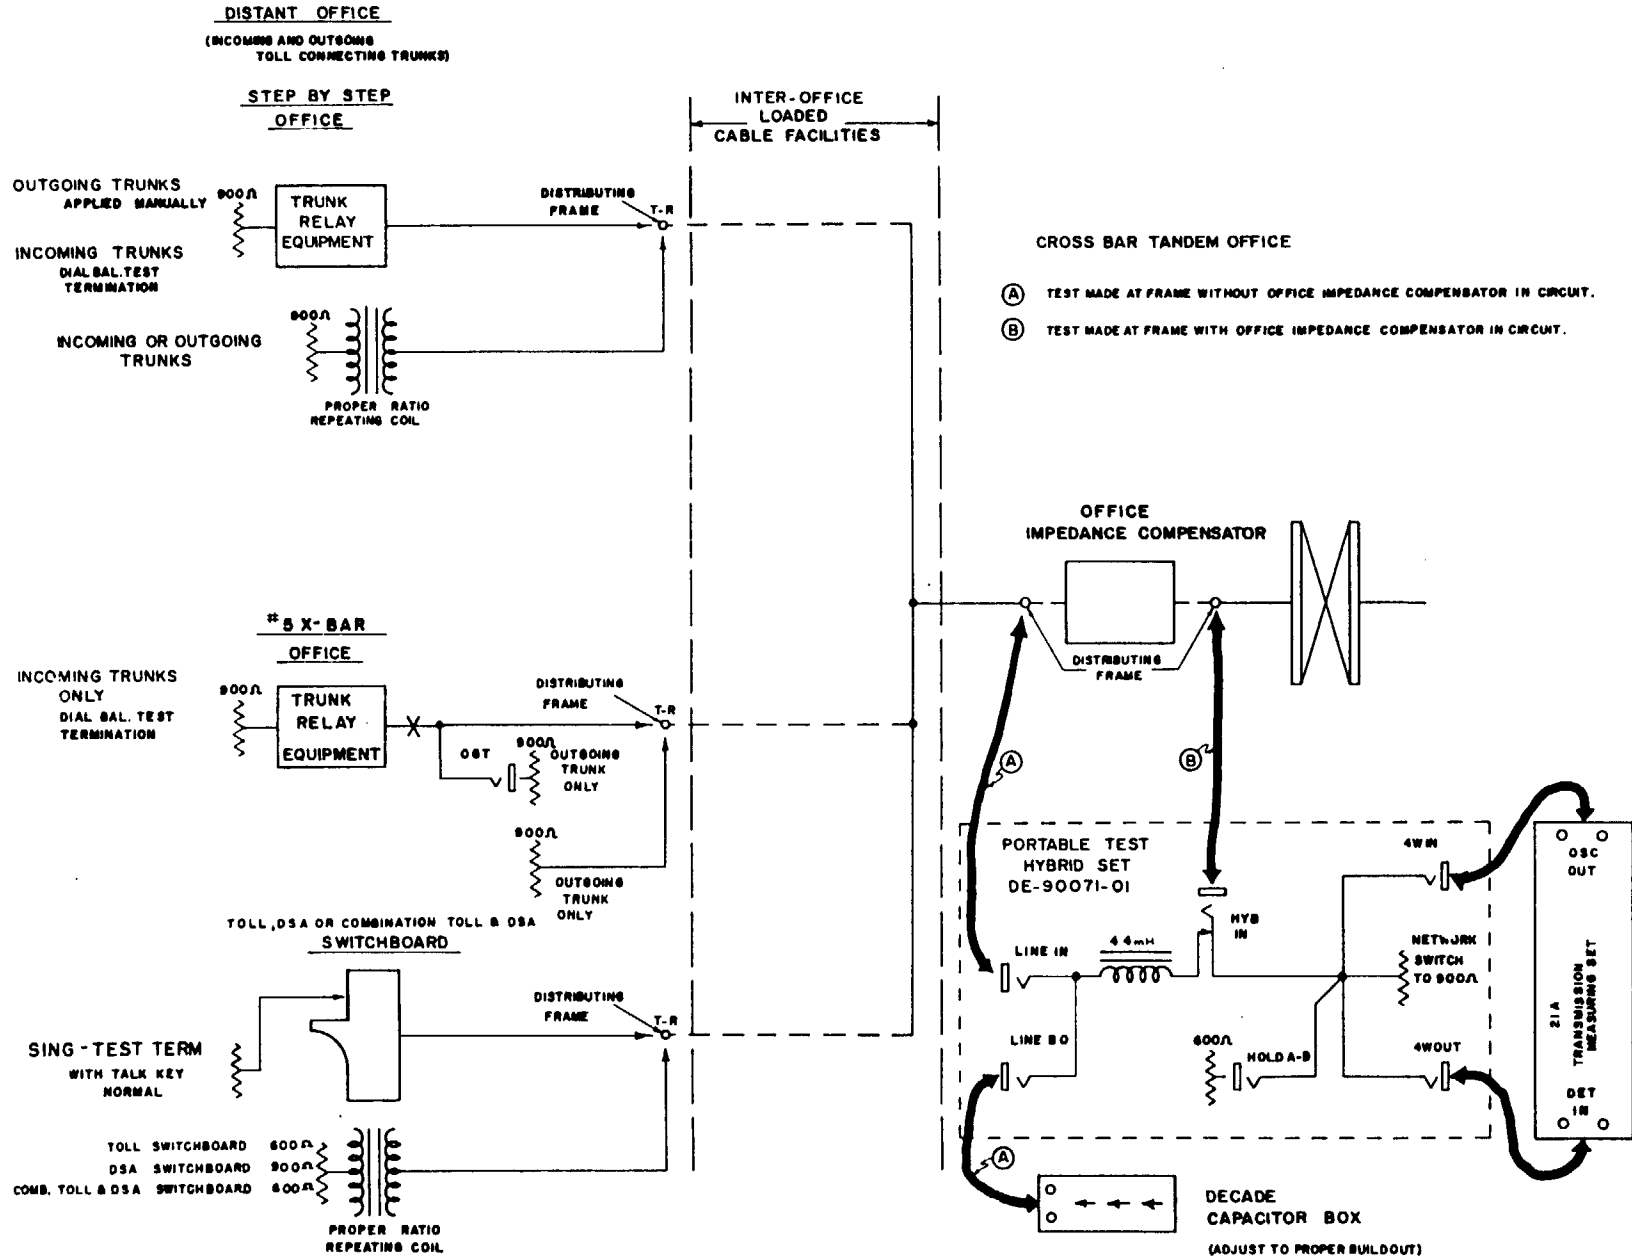 DISTANT OFFICE
(INCOMING AND OUTGOING
TOLL CONNECTING TRUNKS)
STEP BY STEP
OFFICE
INTER-OFFICE
LOADED
CABLE FACILITIES
OUTGOING TRUNKS
APPLIED MANUALLY
900Ω
TRUNK
RELAY
EQUIPMENT
DISTRIBUTING
FRAME
T-R
INCOMING TRUNKS
DIAL BAL. TEST
TERMINATION
CROSS BAR TANDEM OFFICE
A TEST MADE AT FRAME WITHOUT OFFICE IMPEDANCE COMPENSATOR IN CIRCUIT.
B TEST MADE AT FRAME WITH OFFICE IMPEDANCE COMPENSATOR IN CIRCUIT.
900Ω
INCOMING OR OUTGOING
TRUNKS
PROPER RATIO
REPEATING COIL
OFFICE
IMPEDANCE COMPENSATOR
DISTRIBUTING
FRAME
#5 X-BAR
OFFICE
INCOMING TRUNKS
ONLY
DIAL BAL. TEST
TERMINATION
900Ω
TRUNK
RELAY
EQUIPMENT
DISTRIBUTING
FRAME
T-R
OGT
900Ω
OUTGOING
TRUNK
ONLY
900Ω
OUTGOING
TRUNK
ONLY
A
B
TOLL, DSA OR COMBINATION TOLL & DSA
SWITCHBOARD
DISTRIBUTING
FRAME
T-R
SING-TEST TERM
WITH TALK KEY
NORMAL
TOLL SWITCHBOARD 600Ω
DSA SWITCHBOARD 900Ω
COMB. TOLL & DSA SWITCHBOARD 600Ω
PROPER RATIO
REPEATING COIL
PORTABLE TEST
HYBRID SET
DE-90071-01
4WIN
HYB
IN
LINE IN
44mH
NETWORK
SWITCH
TO 900Ω
LINE BO
600Ω
HOLD A-B
4WOUT
OSC
OUT
21A
TRANSMISSION
MEASURING SET
DET
IN
A
DECADE
CAPACITOR BOX
(ADJUST TO PROPER BUILDOUT)